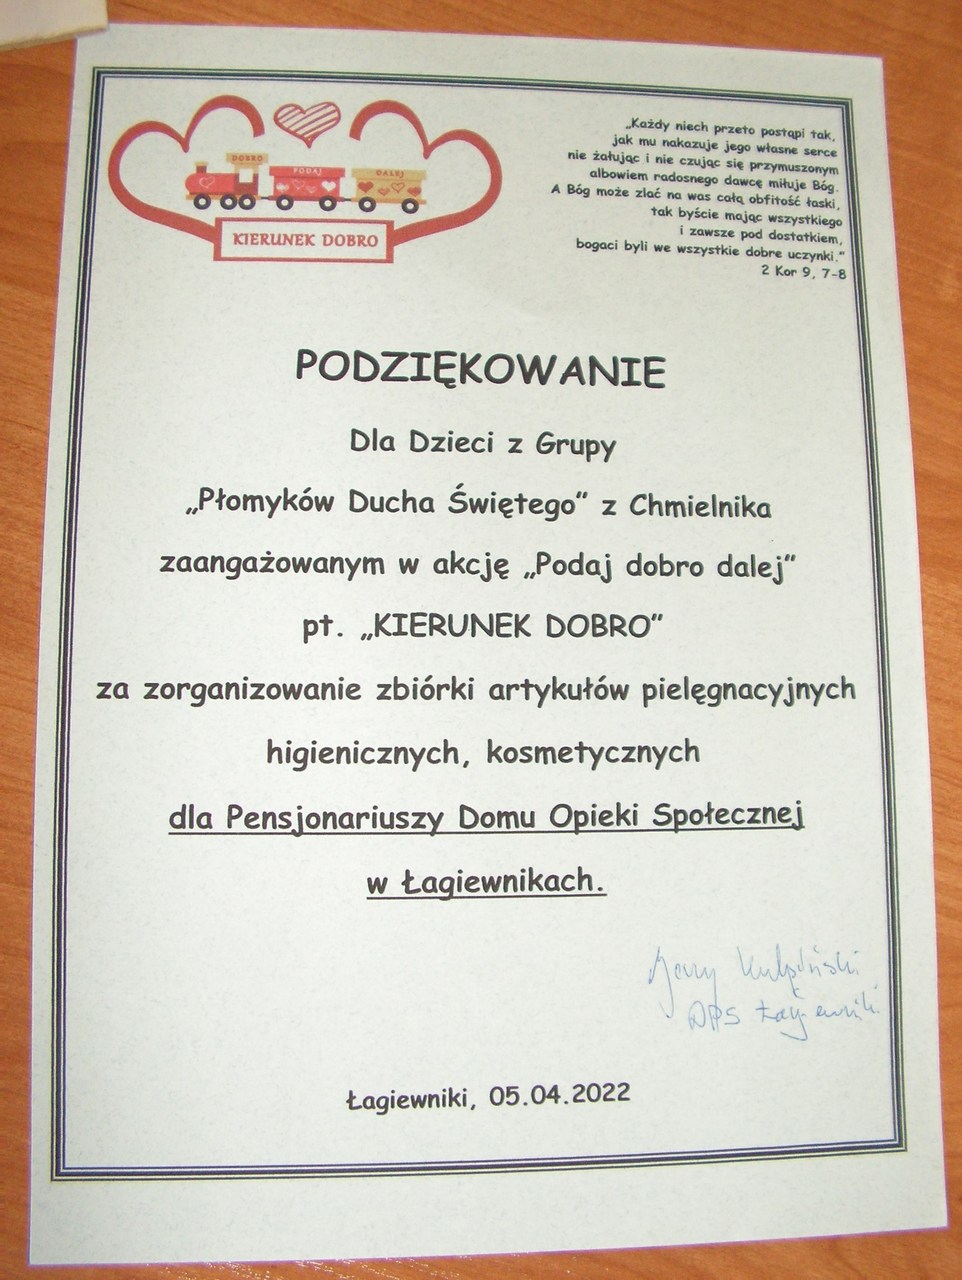 DOBRO
PODAJ
DALEJ
KIERUNEK DOBRO
„Każdy niech przeto postąpi tak,
jak mu nakazuje jego własne serce
nie żałując i nie czując się przymuszonym
albowiem radosnego dawcę miłuje Bóg.
A Bóg może zlać na was całą obfitość łaski,
tak byście mając wszystkiego
i zawsze pod dostatkiem,
bogaci byli we wszystkie dobre uczynki.”
2 Kor 9, 7-8
PODZIĘKOWANIE
Dla Dzieci z Grupy
„Płomyków Ducha Świętego” z Chmielnika
zaangażowanym w akcję „Podaj dobro dalej”
pt. „KIERUNEK DOBRO”
za zorganizowanie zbiórki artykułów pielęgnacyjnych
higienicznych, kosmetycznych
dla Pensjonariuszy Domu Opieki Społecznej
w Łagiewnikach.
Jerzy
DPS Łagiewniki
Łagiewniki, 05.04.2022